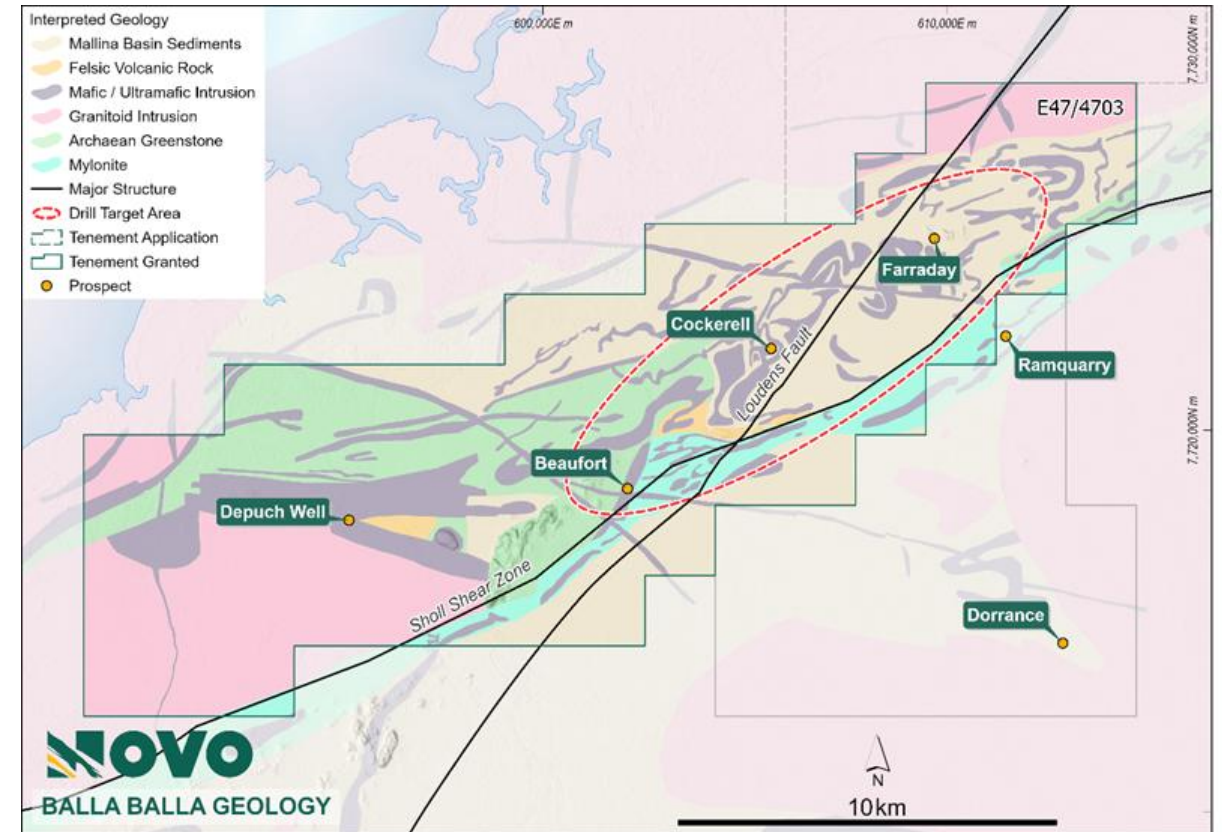 Interpreted Geology
Mallina Basin Sediments
Felsic Volcanic Rock
Mafic / Ultramafic Intrusion
Granitoid Intrusion
Archaean Greenstone
Mylonite
Major Structure
Drill Target Area
Tenement Application
Tenement Granted
Prospect
600,000E m
610,000E m
7,730,000N m
E47/4703
Farraday
Cockerell
Loudens Fault
Ramquarry
7,720,000N m
Beaufort
Depuch Well
Sholl Shear Zone
Dorrance
NOVO
BALLA BALLA GEOLOGY
N
10km